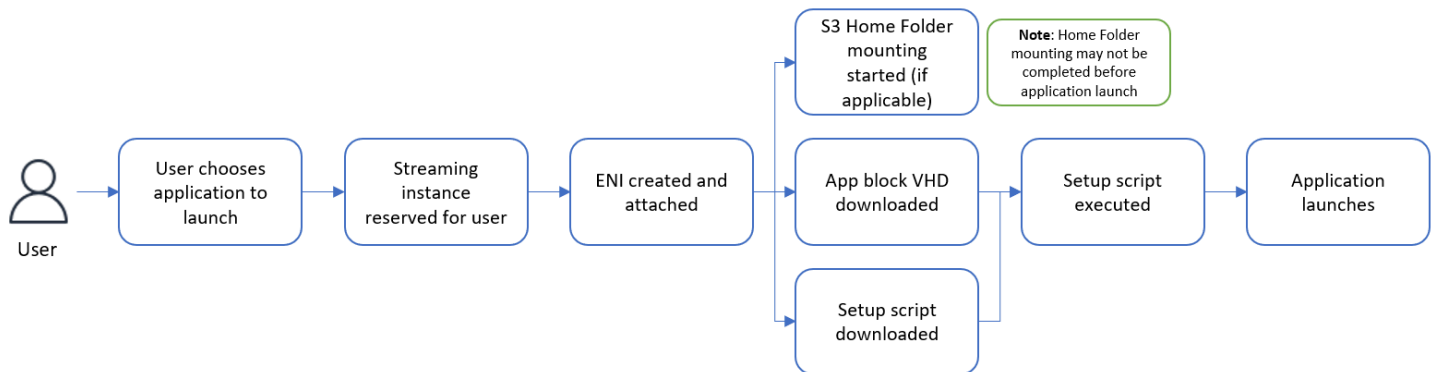 User
User chooses
application to
launch
Streaming
instance
reserved for user
ENI created and
attached
S3 Home Folder
mounting
started (if
applicable)
Note: Home Folder
mounting may not be
completed before
application launch
App block VHD
downloaded
Setup script
downloaded
Setup script
executed
Application
launches